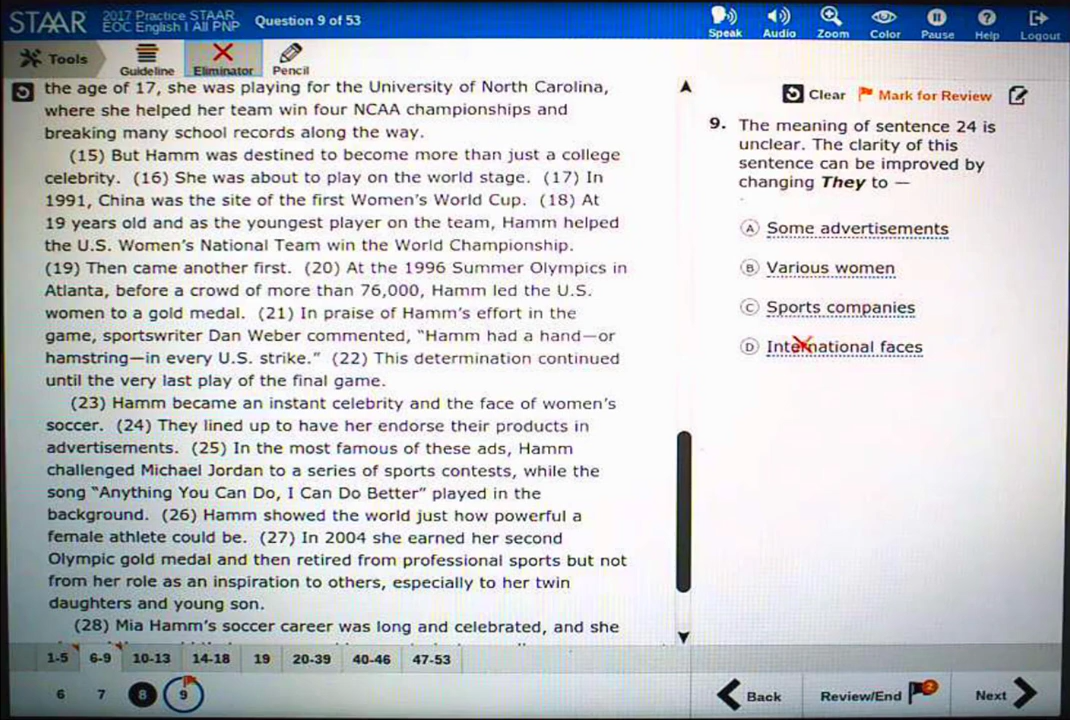 STAAR 2017 Practice STAAR
EOC English I All PNP
Question 9 of 53
Speak Audio Zoom Color Pause Help Logout
Tools
Guideline Eliminator Pencil
the age of 17, she was playing for the University of North Carolina,
where she helped her team win four NCAA championships and
breaking many school records along the way.
(15) But Hamm was destined to become more than just a college
celebrity. (16) She was about to play on the world stage. (17) In
1991, China was the site of the first Women's World Cup. (18) At
19 years old and as the youngest player on the team, Hamm helped
the U.S. Women's National Team win the World Championship.
(19) Then came another first. (20) At the 1996 Summer Olympics in
Atlanta, before a crowd of more than 76,000, Hamm led the U.S.
women to a gold medal. (21) In praise of Hamm's effort in the
game, sportswriter Dan Weber commented, "Hamm had a hand—or
hamstring—in every U.S. strike." (22) This determination continued
until the very last play of the final game.
(23) Hamm became an instant celebrity and the face of women's
soccer. (24) They lined up to have her endorse their products in
advertisements. (25) In the most famous of these ads, Hamm
challenged Michael Jordan to a series of sports contests, while the
song "Anything You Can Do, I Can Do Better" played in the
background. (26) Hamm showed the world just how powerful a
female athlete could be. (27) In 2004 she earned her second
Olympic gold medal and then retired from professional sports but not
from her role as an inspiration to others, especially to her twin
daughters and young son.
(28) Mia Hamm's soccer career was long and celebrated, and she
Clear Mark for Review
9. The meaning of sentence 24 is
unclear. The clarity of this
sentence can be improved by
changing They to —
A Some advertisements
B Various women
C Sports companies
D International faces
1-5 6-9 10-13 14-18 19 20-39 40-46 47-53
6 7 8 9
Back Review/End 2 Next